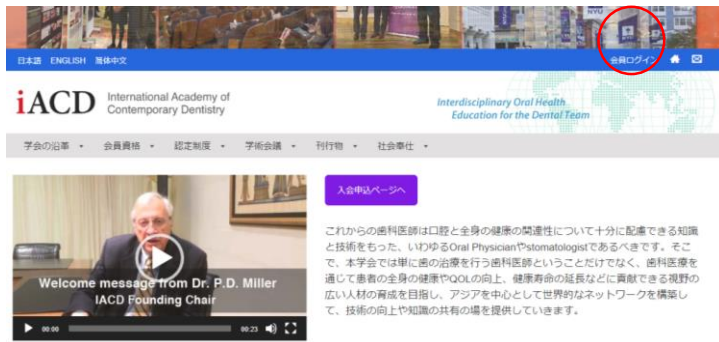 NYU
日本語 ENGLISH 簡体中文 会員ログイン
iACD International Academy of
Contemporary Dentistry
Interdisciplinary Oral Health
Education for the Dental Team
学会の沿革 会員資格 認定制度 学術会議 刊行物 社会奉仕
入会申込ページへ
これからの歯科医師は口腔と全身の健康の関連性について十分に配慮できる知識
と技術をもった、いわゆるOral Physicianやstomatologistであるべきです。そこ
で、本学会では単に歯の治療を行う歯科医師ということだけでなく、歯科医療を
通じて患者の全身の健康やQOLの向上、健康寿命の延長などに貢献できる視野の
広い人材の育成を目指し、アジアを中心として世界的なネットワークを構築し
て、技術の向上や知識の共有の場を提供していきます。
Welcome message from Dr. P.D. Miller
IACD Founding Chair
00:00 00:23